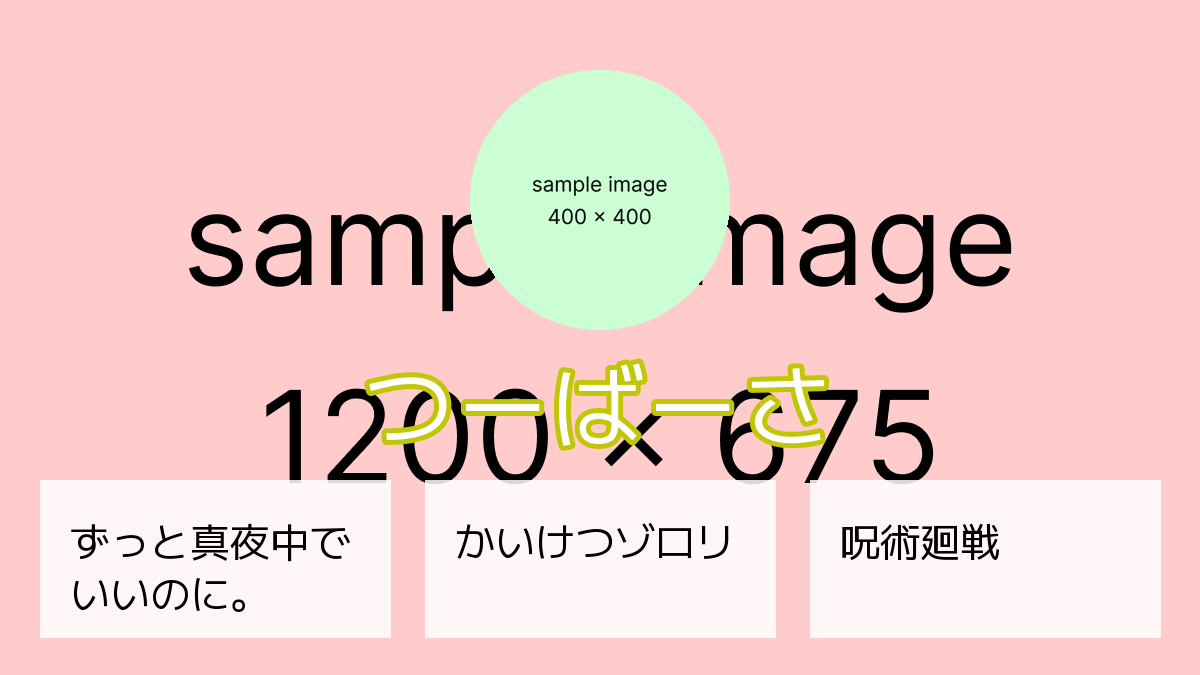 sample image
400 × 400
samp mage
1200 × 675
つーばーさ
ずっと真夜中で
いいのに。
かいけつゾロリ
呪術廻戦